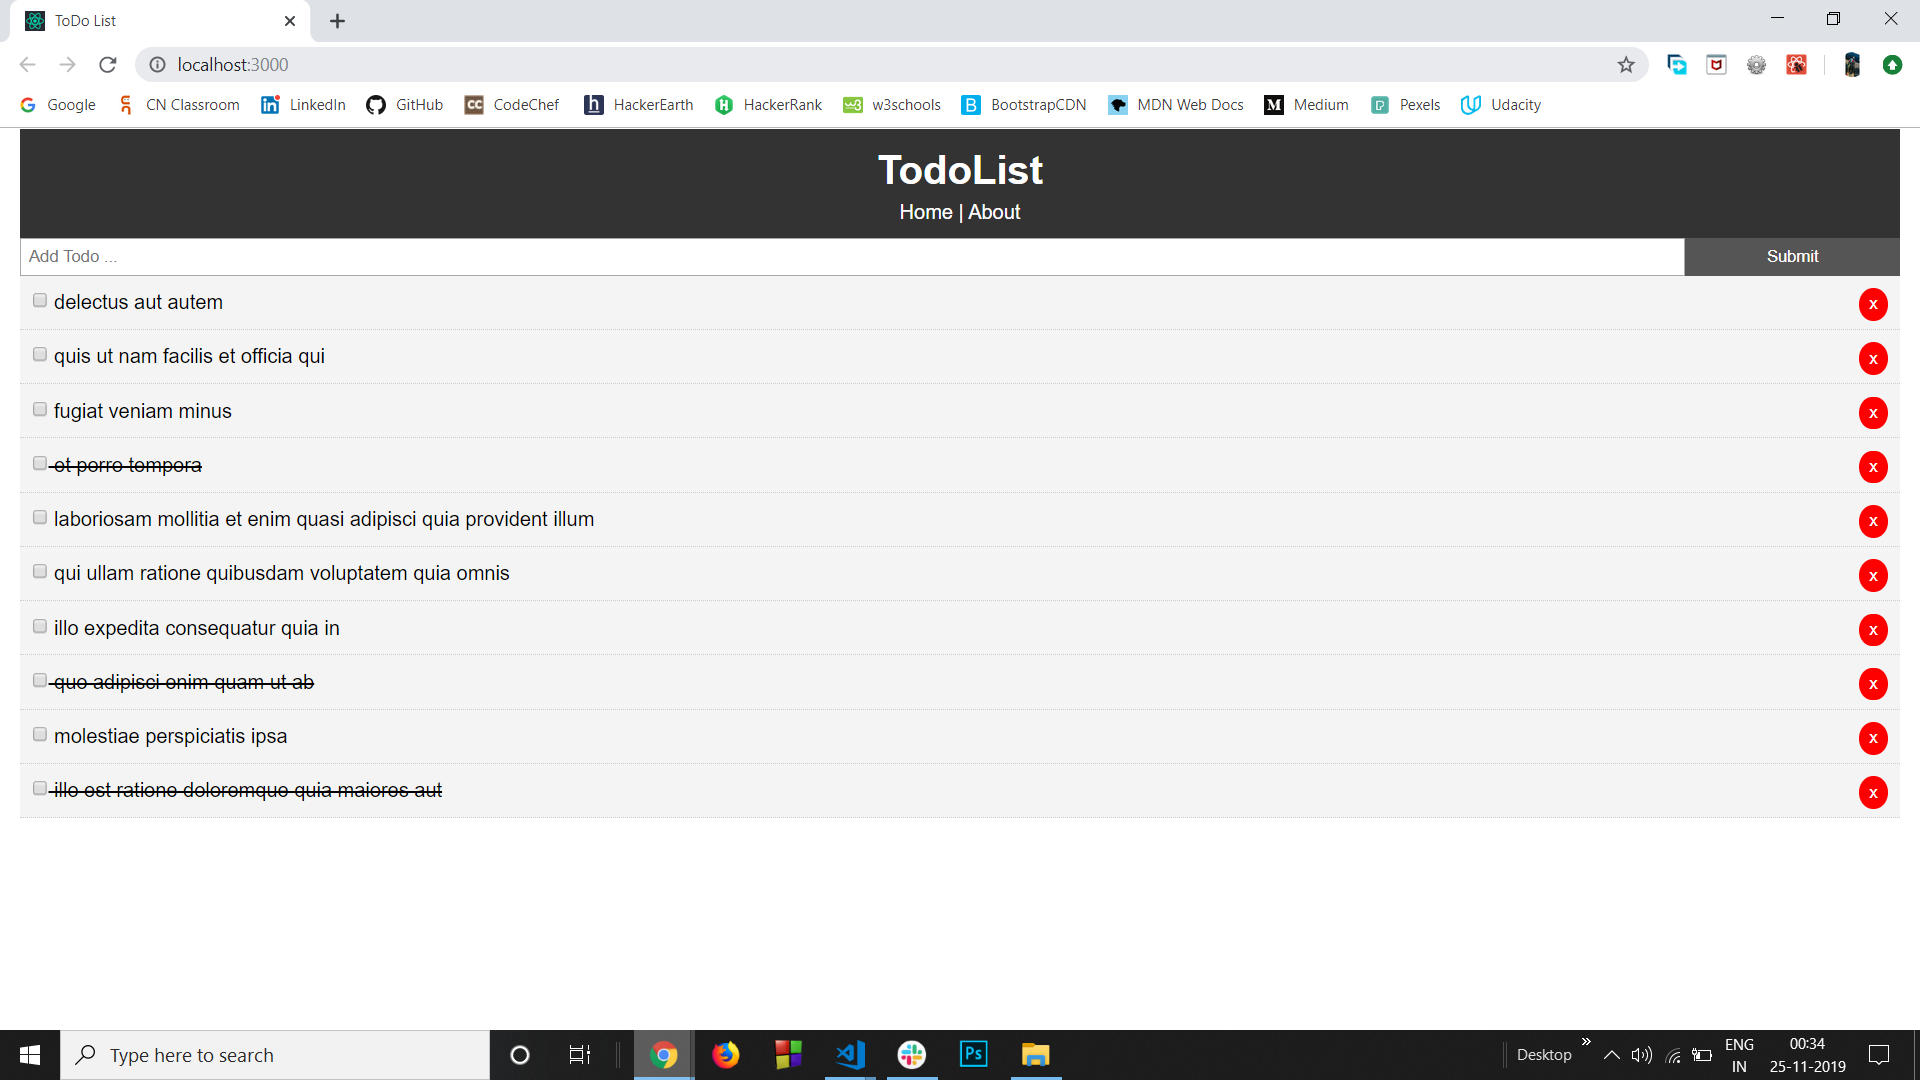 ToDo List
localhost:3000
Google CN Classroom LinkedIn GitHub CodeChef HackerEarth HackerRank w3schools BootstrapCDN MDN Web Docs Medium Pexels Udacity
TodoList
Home | About
Add Todo ... Submit
delectus aut autem x
quis ut nam facilis et officia qui x
fugiat veniam minus x
et porro tempora x
laboriosam mollitia et enim quasi adipisci quia provident illum x
qui ullam ratione quibusdam voluptatem quia omnis x
illo expedita consequatur quia in x
quo adipisci enim quam ut ab x
molestiae perspiciatis ipsa x
illo est ratione doloremque quia maiores aut x
Type here to search Ps Desktop ENG 00:34
IN 25-11-2019